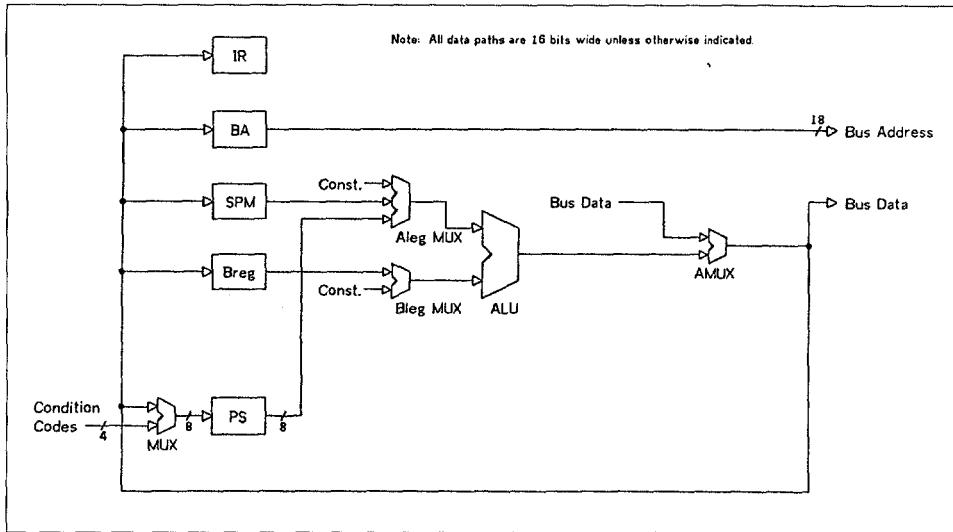 Note: All data paths are 16 bits wide unless otherwise indicated.
IR
BA
18
Bus Address
SPM
Const.
Aleg MUX
Bus Data
Bus Data
Breg
Const.
Bleg MUX
ALU
AMUX
Condition
Codes
4
MUX
8
PS
8